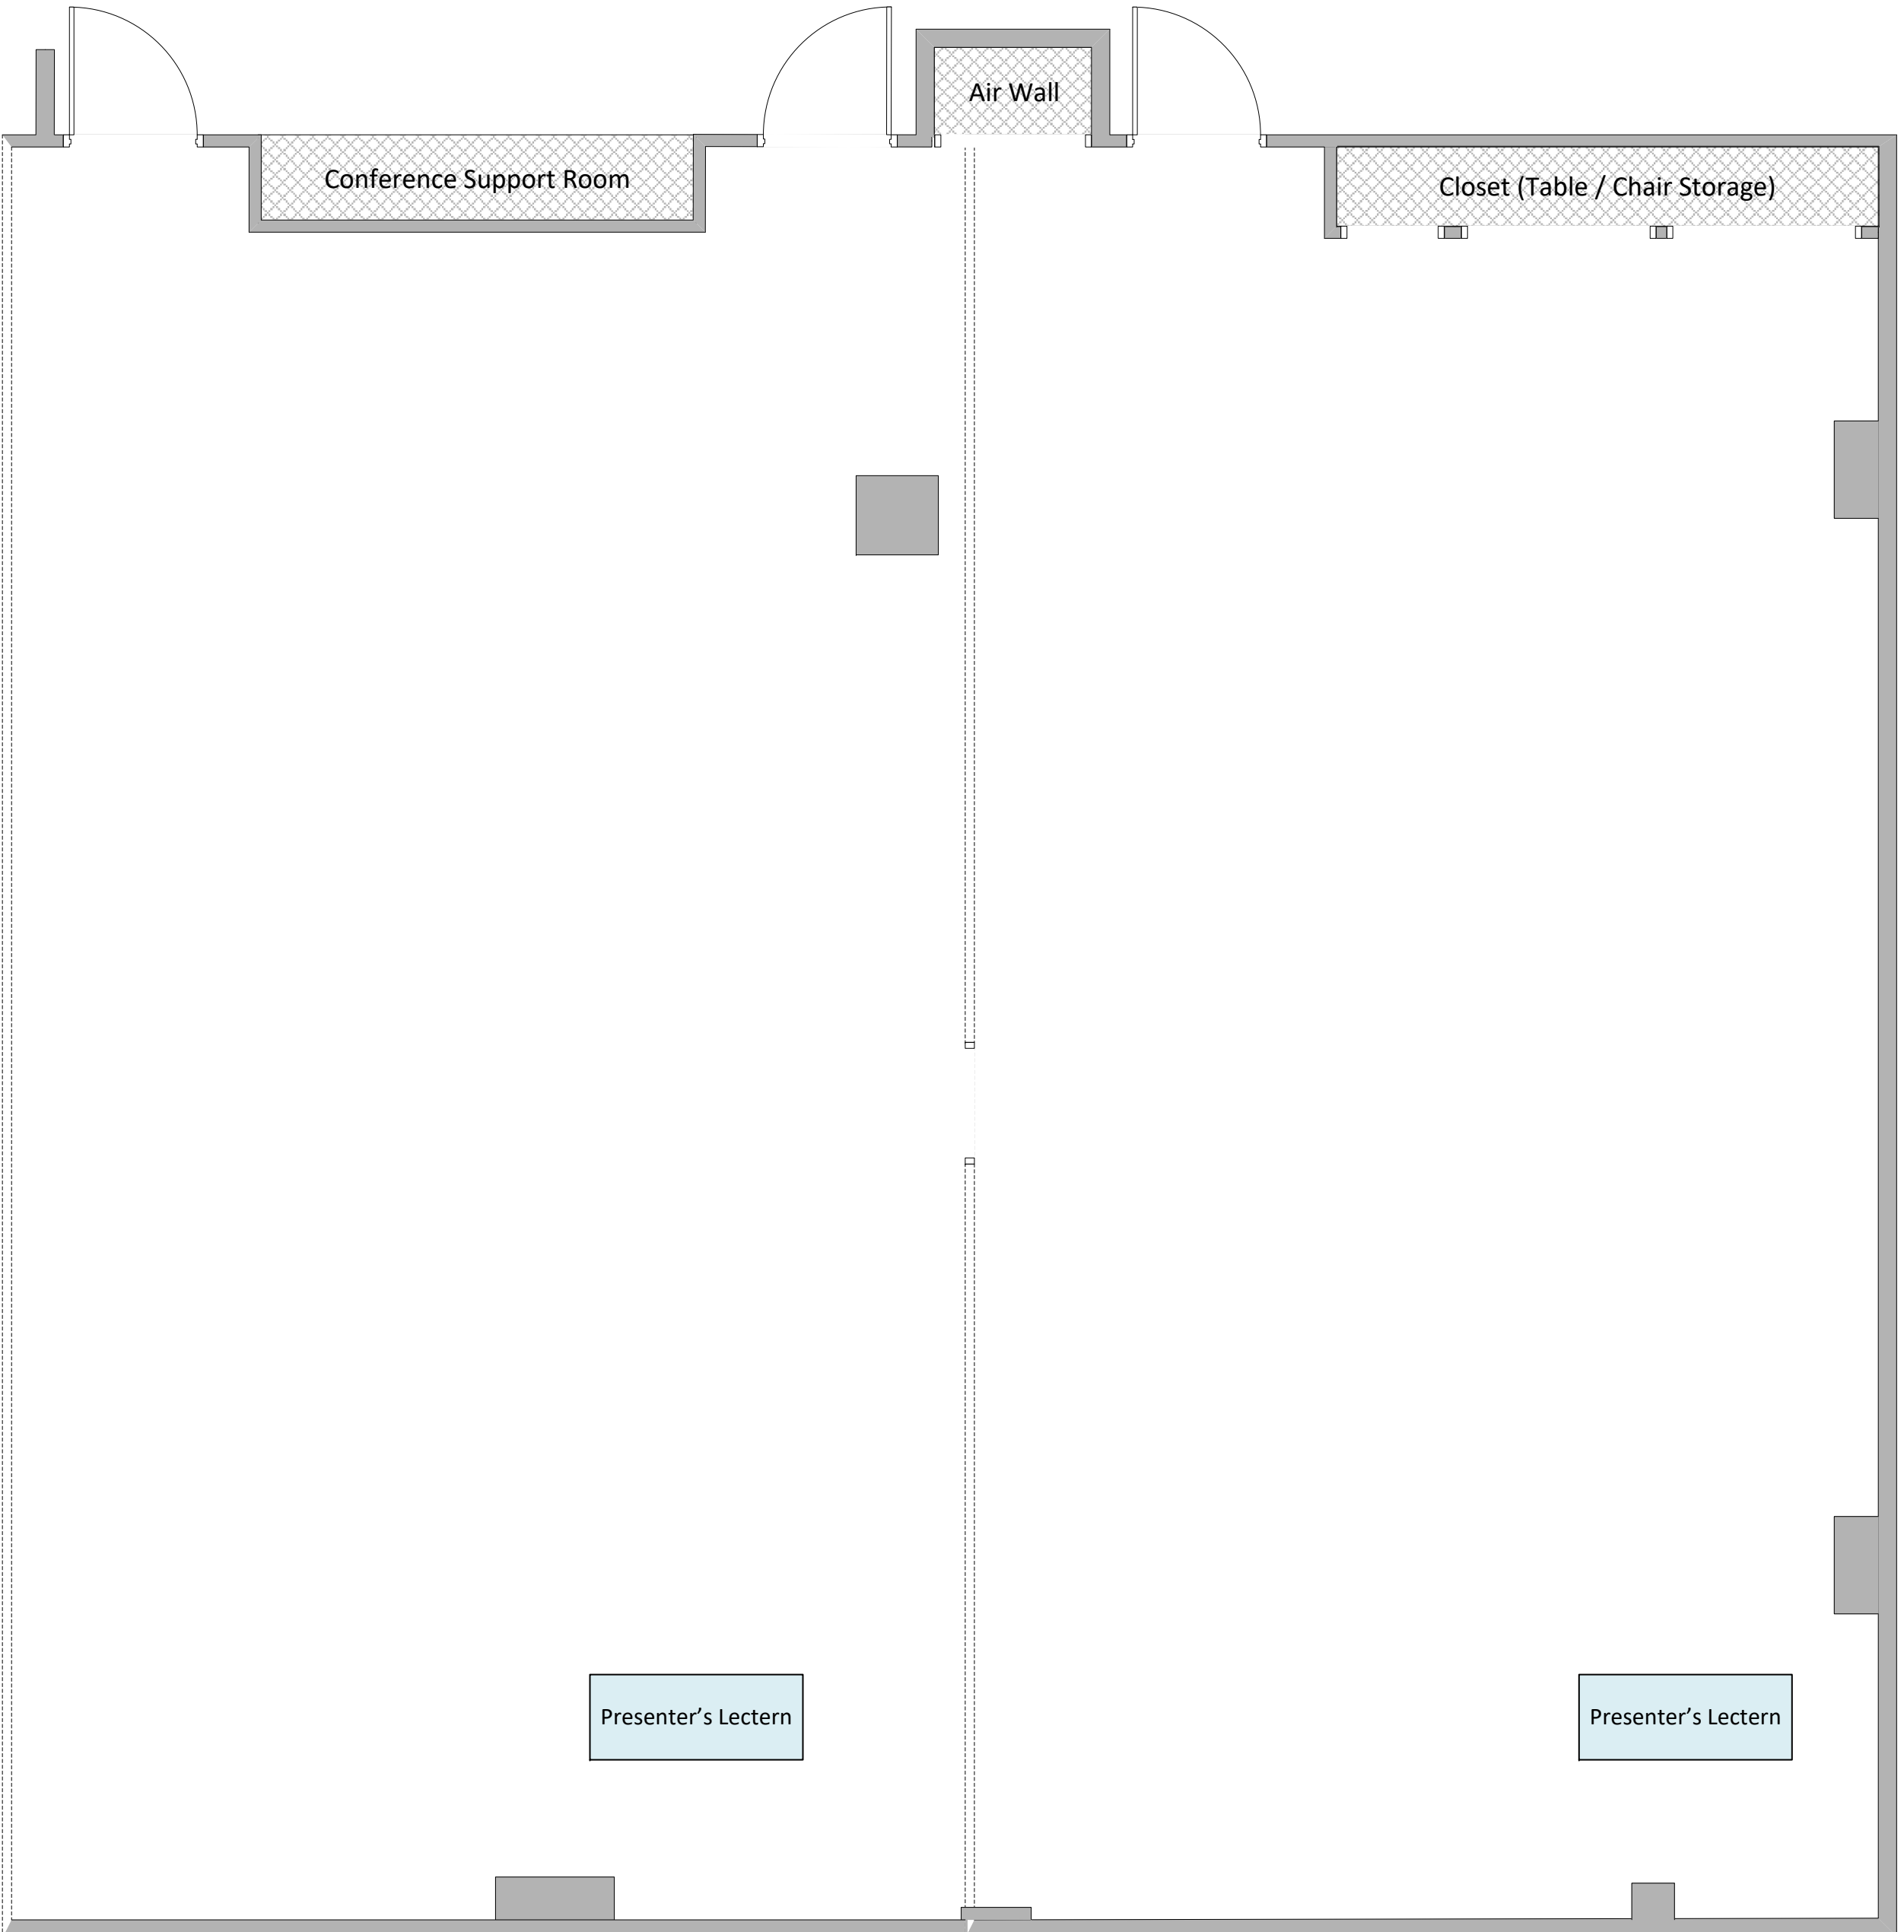 Air Wall
Conference Support Room
Closet (Table / Chair Storage)
Presenter’s Lectern
Presenter’s Lectern